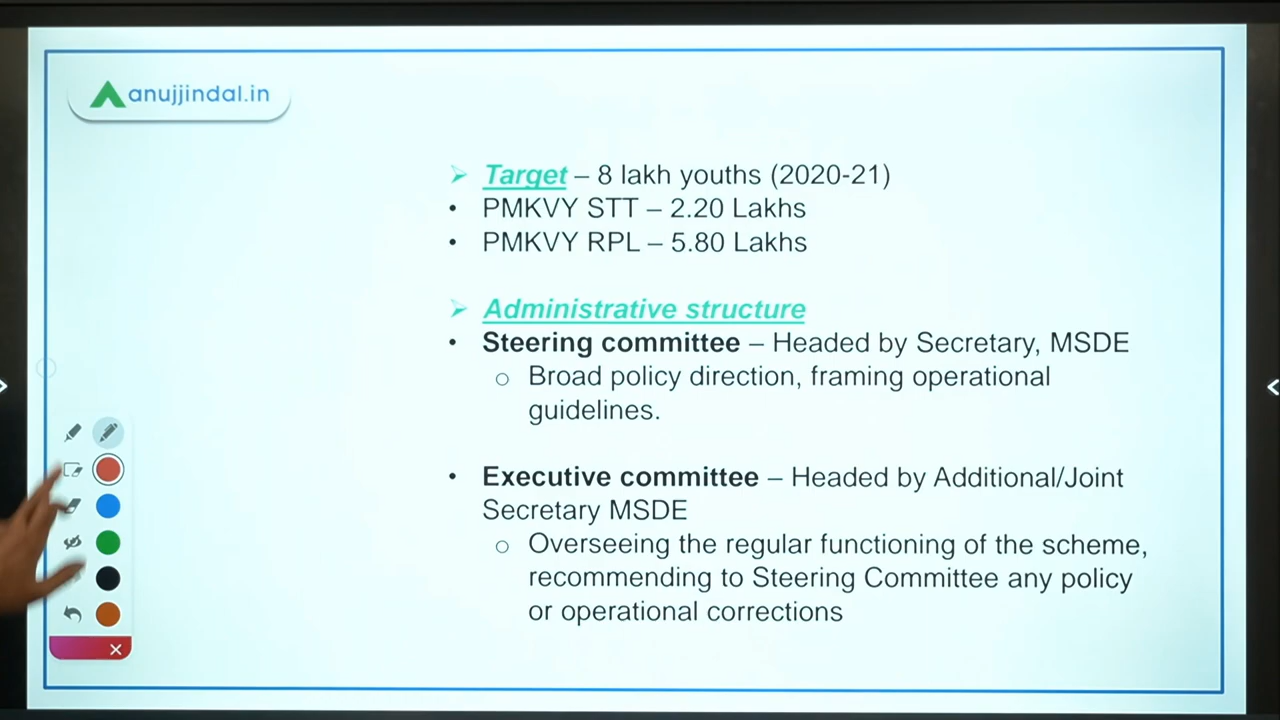 anujjindal.in
➢ Target – 8 lakh youths (2020-21)
• PMKVY STT – 2.20 Lakhs
• PMKVY RPL – 5.80 Lakhs
➢ Administrative structure
• Steering committee – Headed by Secretary, MSDE
o Broad policy direction, framing operational
guidelines.
• Executive committee – Headed by Additional/Joint
Secretary MSDE
o Overseeing the regular functioning of the scheme,
recommending to Steering Committee any policy
or operational corrections